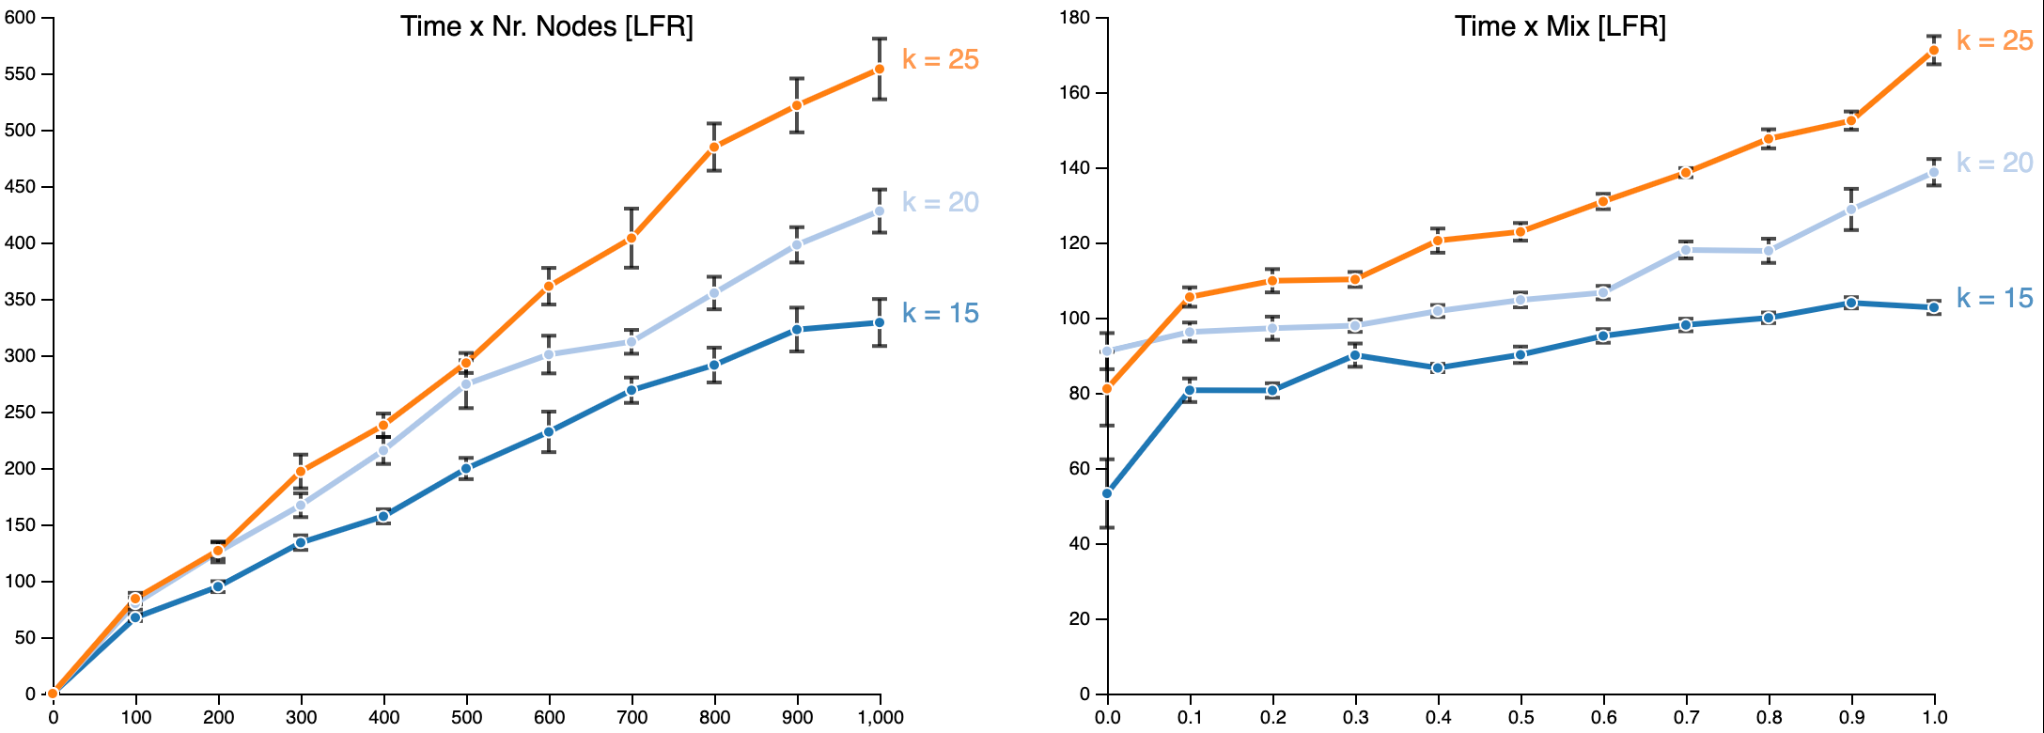 Time x Nr. Nodes [LFR]
600
550
500
450
400
350
300
250
200
150
100
50
0
k = 25
k = 20
k = 15
0 100 200 300 400 500 600 700 800 900 1,000
Time x Mix [LFR]
180
160
140
120
100
80
60
40
20
0
k = 25
k = 20
k = 15
0.0 0.1 0.2 0.3 0.4 0.5 0.6 0.7 0.8 0.9 1.0